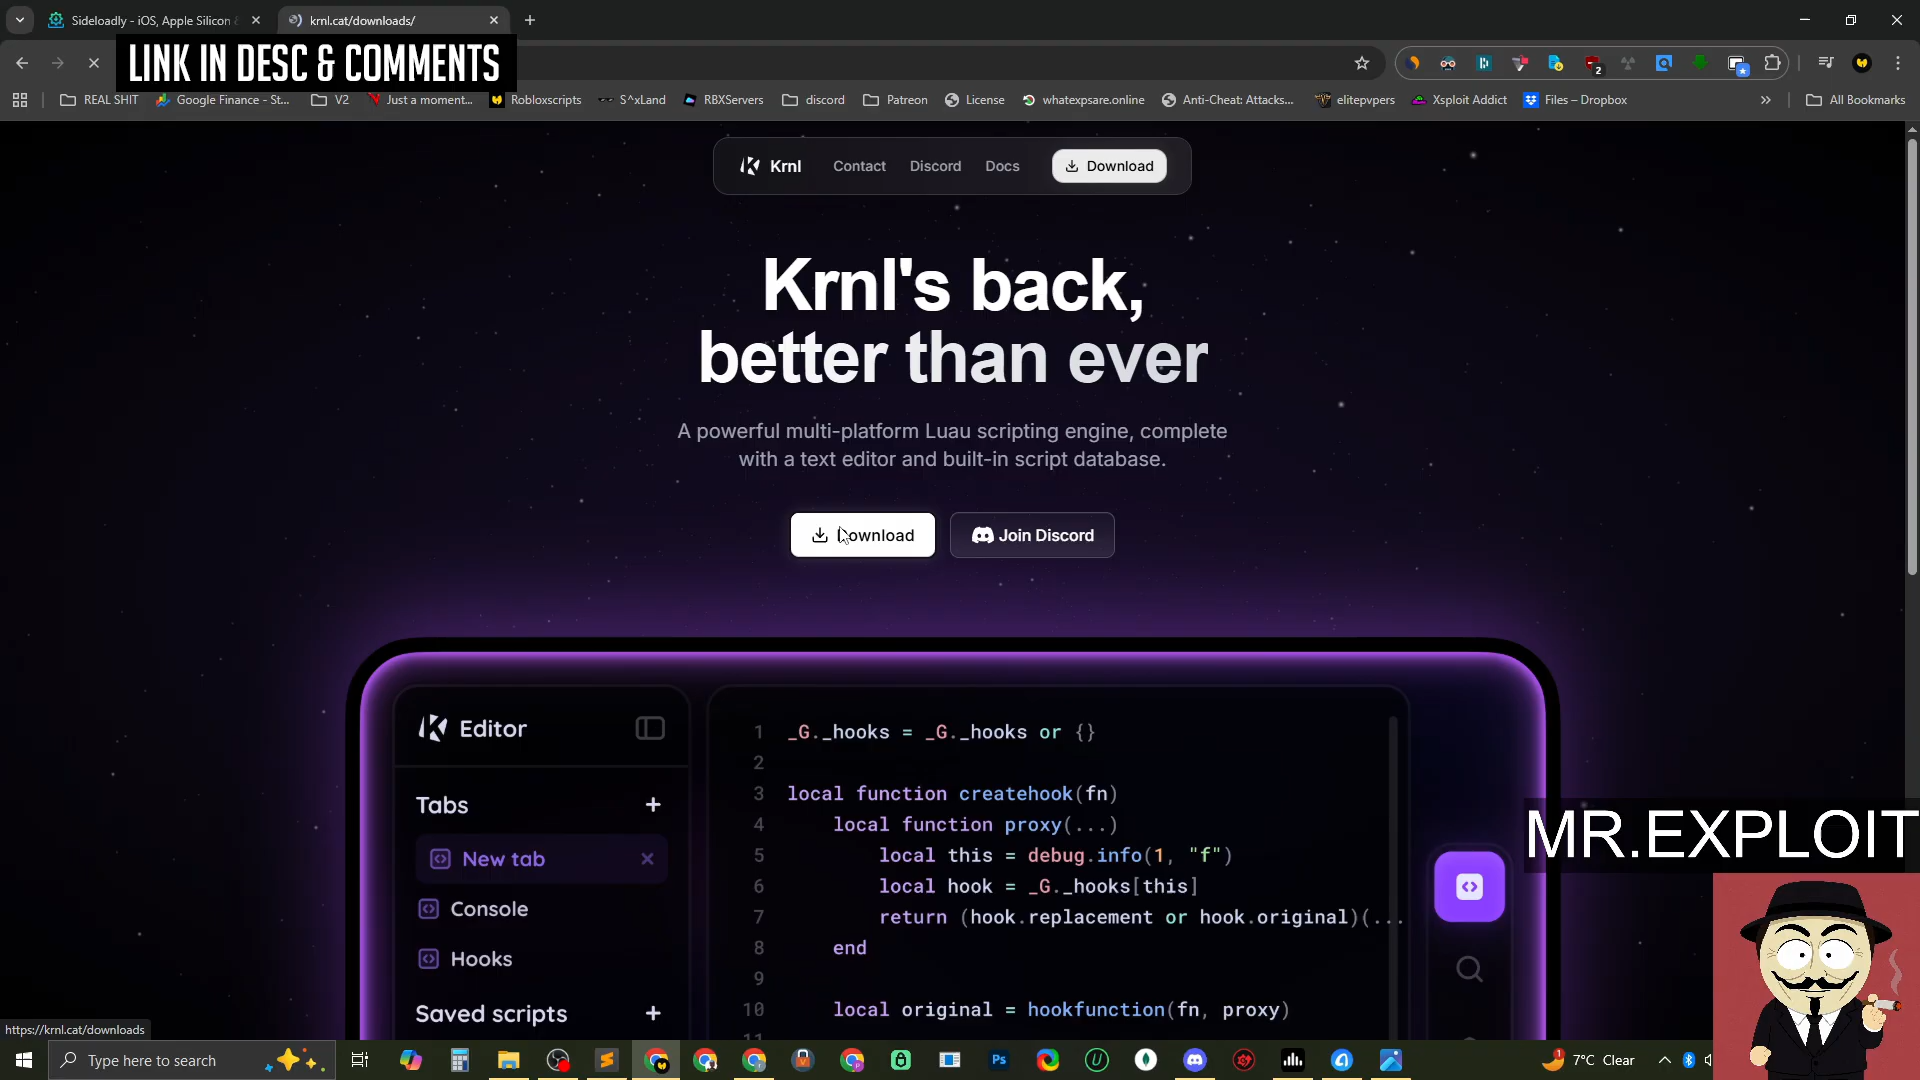 Sideloadly - iOS, Apple Silicon
krnl.cat/downloads/
LINK IN DESC & COMMENTS
2
REAL SHIT
Google Finance - St...
V2
Just a moment...
Robloxscripts
S^xLand
RBXServers
discord
Patreon
License
whatexpsare.online
Anti-Cheat: Attacks...
elitepvpers
Xsploit Addict
Files – Dropbox
»
All Bookmarks
Krnl
Contact
Discord
Docs
Download
Krnl's back,
better than ever
A powerful multi-platform Luau scripting engine, complete
with a text editor and built-in script database.
Download
Join Discord
Editor
Tabs +
New tab
Console
Hooks
Saved scripts +
1 _G._hooks = _G._hooks or {}
2
3 local function createhook(fn)
4 local function proxy(...)
5 local this = debug.info(1, "f")
6 local hook = _G._hooks[this]
7 return (hook.replacement or hook.original)(...
8 end
9
10 local original = hookfunction(fn, proxy)
MR.EXPLOIT
https://krnl.cat/downloads
Type here to search
Ps
1
7°C Clear